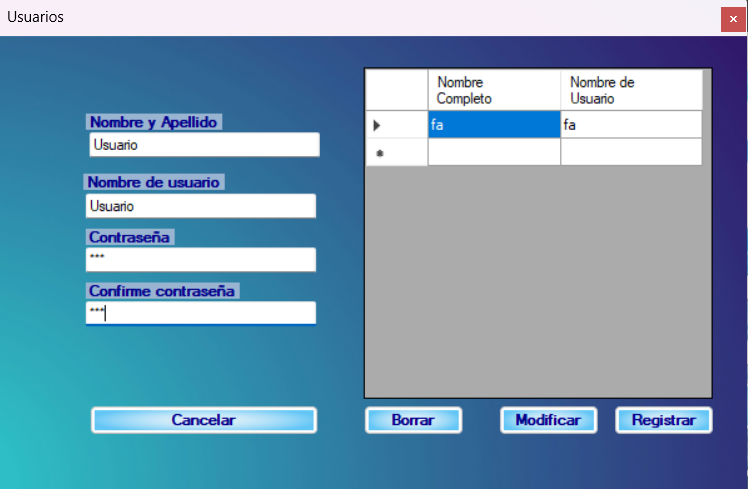 Usuarios
Nombre y Apellido
Usuario
Nombre de usuario
Usuario
Contraseña
***
Confirme contraseña
***
Cancelar
Nombre Completo
Nombre de Usuario
fa
fa
Borrar
Modificar
Registrar